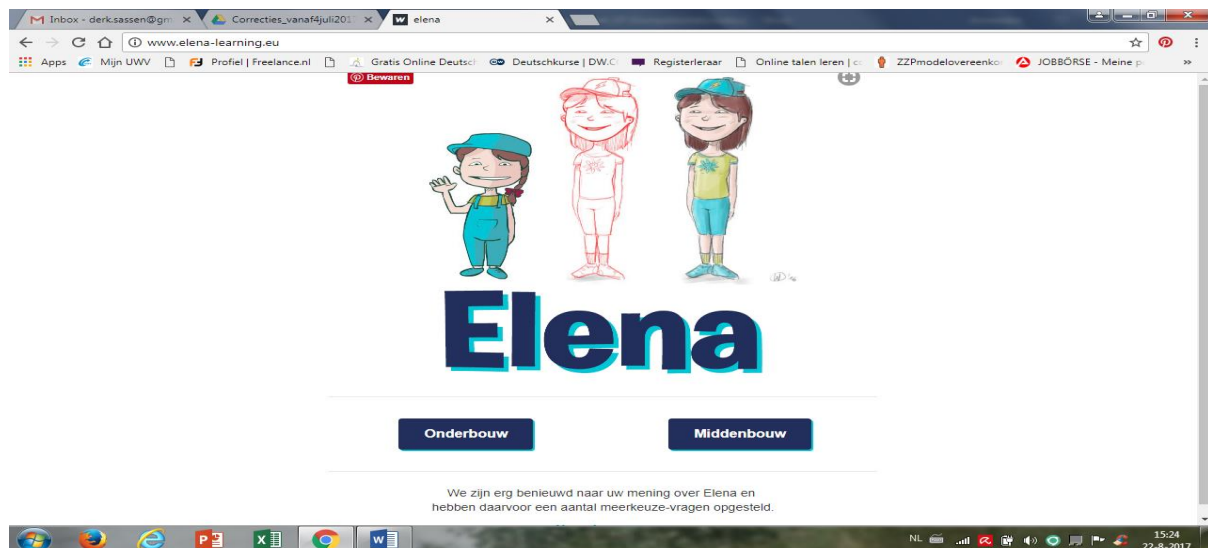 Inbox - derk.sassen@gm
Correcties_vanaf4juli201
elena
www.elena-learning.eu
Apps
Mijn UWV
Profiel | Freelance.nl
Gratis Online Deutsch
Deutschkurse | DW.C
Registerleraar
Online talen leren | c
ZZPmodelovereenko
JOBBÖRSE - Meine p
Bewaren
Elena
Onderbouw
Middenbouw
We zijn erg benieuwd naar uw mening over Elena en
hebben daarvoor een aantal meerkeuze-vragen opgesteld.
NL
15:24
22-8-2017